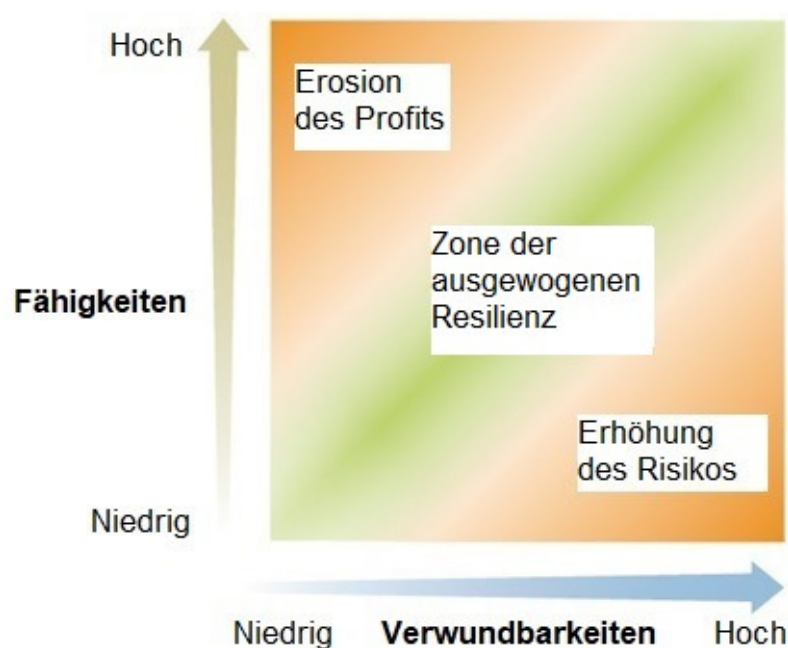 Hoch
Erosion
des Profits
Zone der
ausgewogenen
Resilienz
Fähigkeiten
Erhöhung
des Risikos
Niedrig
Niedrig Verwundbarkeiten Hoch